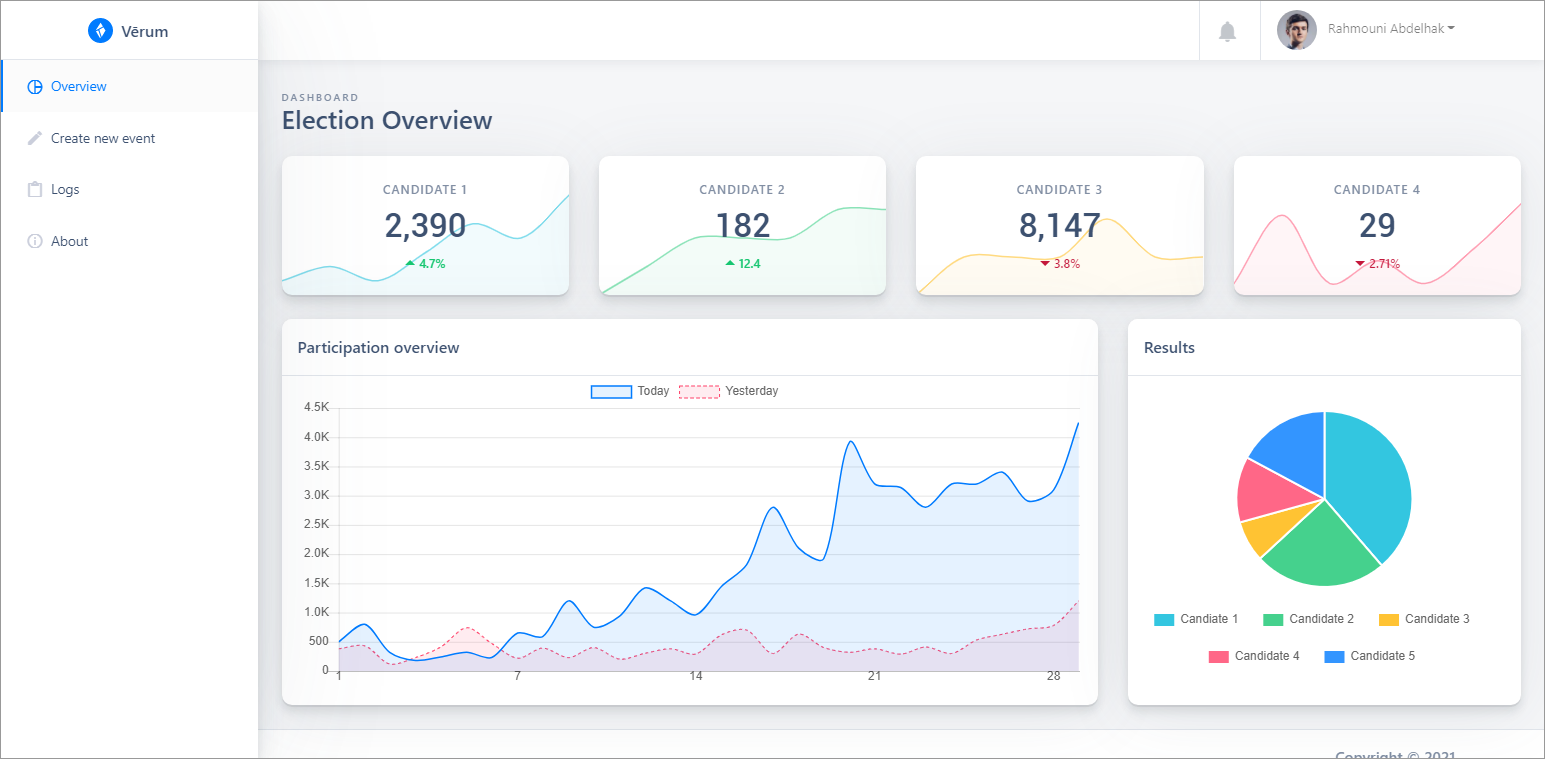 Vērum
Rahmouni Abdelhak
Overview
Create new event
Logs
About
DASHBOARD
Election Overview
CANDIDATE 1
2,390
4.7%
CANDIDATE 2
182
12.4
CANDIDATE 3
8,147
3.8%
CANDIDATE 4
29
2.71%
Participation overview
Today Yesterday
4.5K
4.0K
3.5K
3.0K
2.5K
2.0K
1.5K
1.0K
500
0
1 7 14 21 28
Results
Candiate 1 Candidate 2 Candidate 3
Candidate 4 Candidate 5
Copyright © 2021